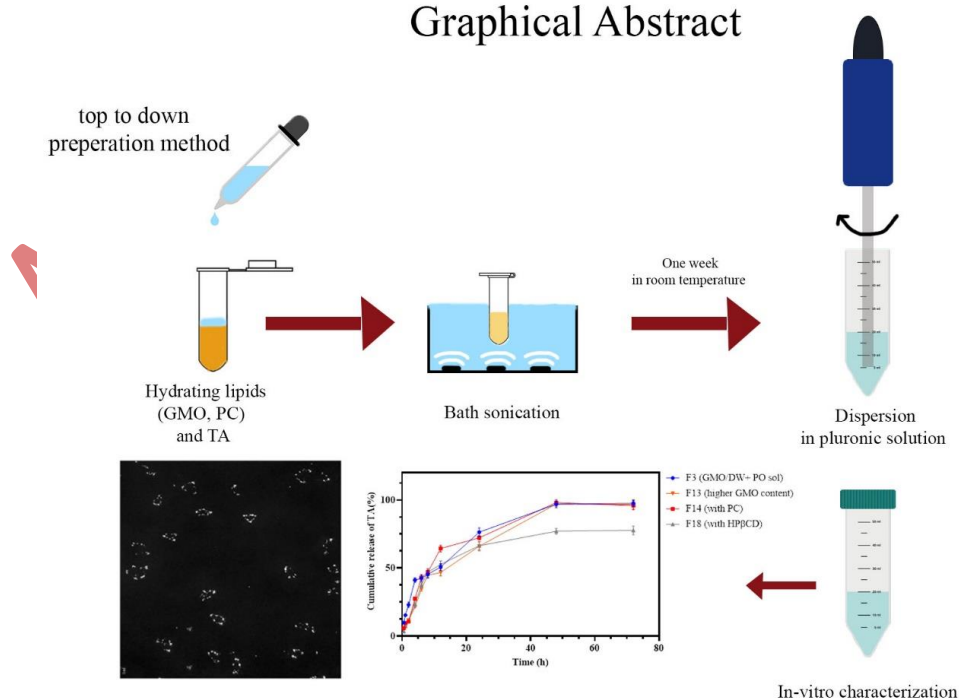 Graphical Abstract
top to down
preperation method
One week
in room temperature
Hydrating lipids
(GMO, PC)
and TA
Bath sonication
Dispersion
in pluronic solution
Cumulative release of TA(%)
100
50
0
0
20
40
60
80
Time (h)
F3 (GMO/DW+ PO sol)
F13 (higher GMO content)
F14 (with PC)
F18 (with HPβCD)
In-vitro characterization